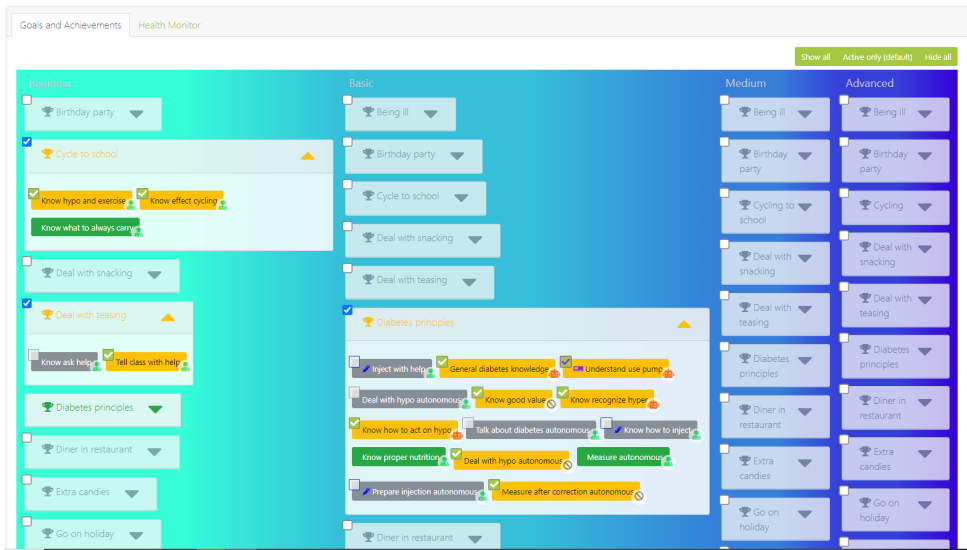 Goals and Achievements
Health Monitor
Show all
Active only (default)
Hide all
Beginner
Birthday party
Cycle to school
Know hypo and exercise
Know effect cycling
Know what to always carry
Deal with snacking
Deal with teasing
Know ask help
Tell class with help
Diabetes principles
Diner in restaurant
Extra candies
Go on holiday
Basic
Being ill
Birthday party
Cycle to school
Deal with snacking
Deal with teasing
Diabetes principles
Inject with help
General diabetes knowledge
Understand use pump
Deal with hypo autonomous
Know good value
Know recognize hyper
Know how to act on hypo
Talk about diabetes autonomous
Know how to inject
Know proper nutrition
Deal with hypo autonomous
Measure autonomous
Prepare injection autonomous
Measure after correction autonomous
Diner in restaurant
Medium
Being ill
Birthday
party
Cycling to
school
Deal with
snacking
Deal with
teasing
Diabetes
principles
Diner in
restaurant
Extra
candies
Go on
holiday
Advanced
Being ill
Birthday
party
Cycling
Deal with
snacking
Deal with
teasing
Diabetes
principles
Diner in
restaurant
Extra
candies
Go on
holiday